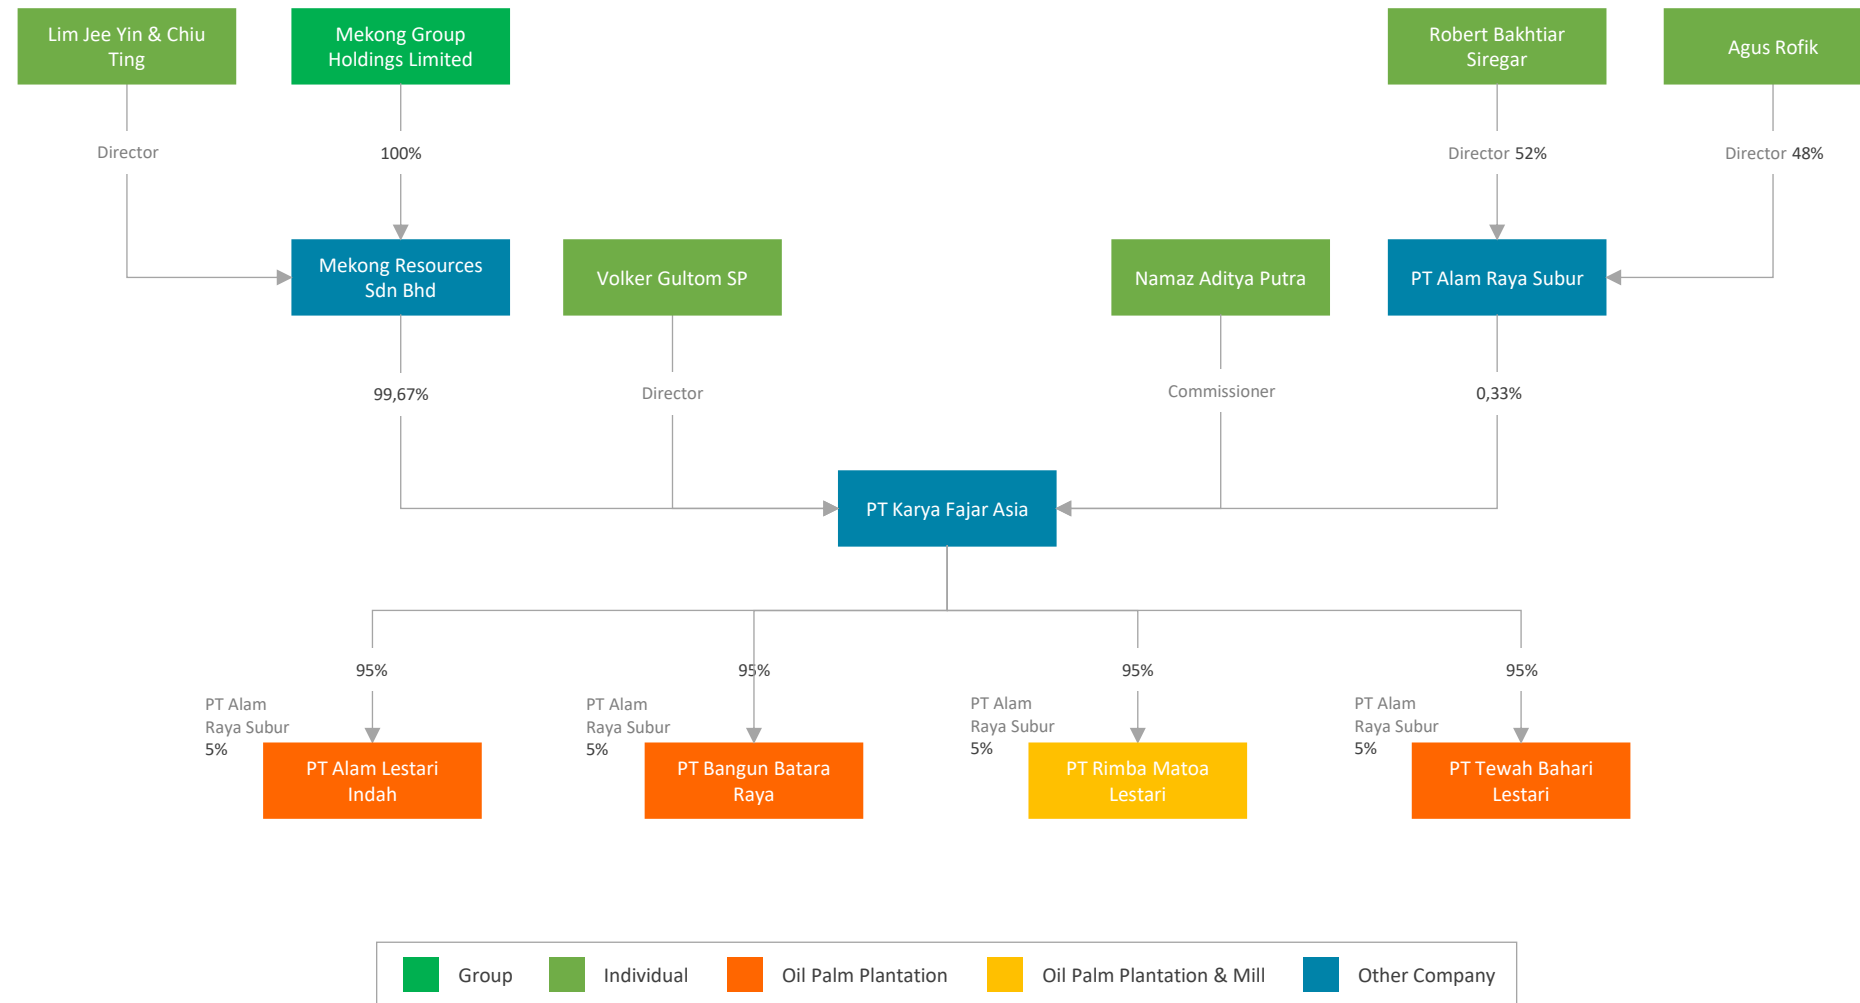 Lim Jee Yin & Chiu
Ting
Mekong Group
Holdings Limited
Robert Bakhtiar
Siregar
Agus Rofik
Director
100%
Director 52%
Director 48%
Mekong Resources
Sdn Bhd
Volker Gultom SP
Namaz Aditya Putra
PT Alam Raya Subur
99,67%
Director
Commissioner
0,33%
PT Karya Fajar Asia
95%
95%
95%
95%
PT Alam
Raya Subur
5%
PT Alam
Raya Subur
5%
PT Alam
Raya Subur
5%
PT Alam
Raya Subur
5%
PT Alam Lestari
Indah
PT Bangun Batara
Raya
PT Rimba Matoa
Lestari
PT Tewah Bahari
Lestari
Group
Individual
Oil Palm Plantation
Oil Palm Plantation & Mill
Other Company